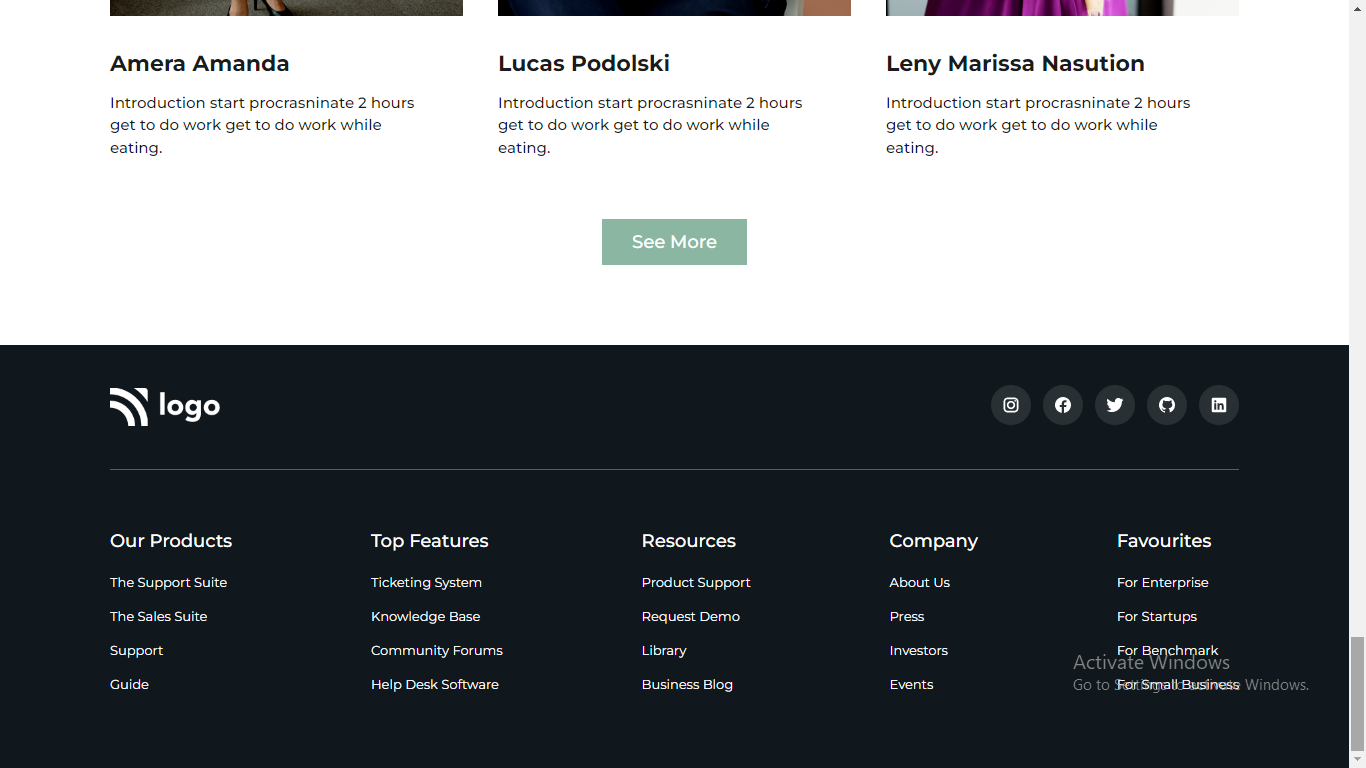 Amera Amanda
Introduction start procrasninate 2 hours
get to do work get to do work while
eating.
Lucas Podolski
Introduction start procrasninate 2 hours
get to do work get to do work while
eating.
Leny Marissa Nasution
Introduction start procrasninate 2 hours
get to do work get to do work while
eating.
See More
logo
Our Products
The Support Suite
The Sales Suite
Support
Guide
Top Features
Ticketing System
Knowledge Base
Community Forums
Help Desk Software
Resources
Product Support
Request Demo
Library
Business Blog
Company
About Us
Press
Investors
Events
Favourites
For Enterprise
For Startups
For Benchmark
For Small Business
Activate Windows
Go to Settings to activate Windows.